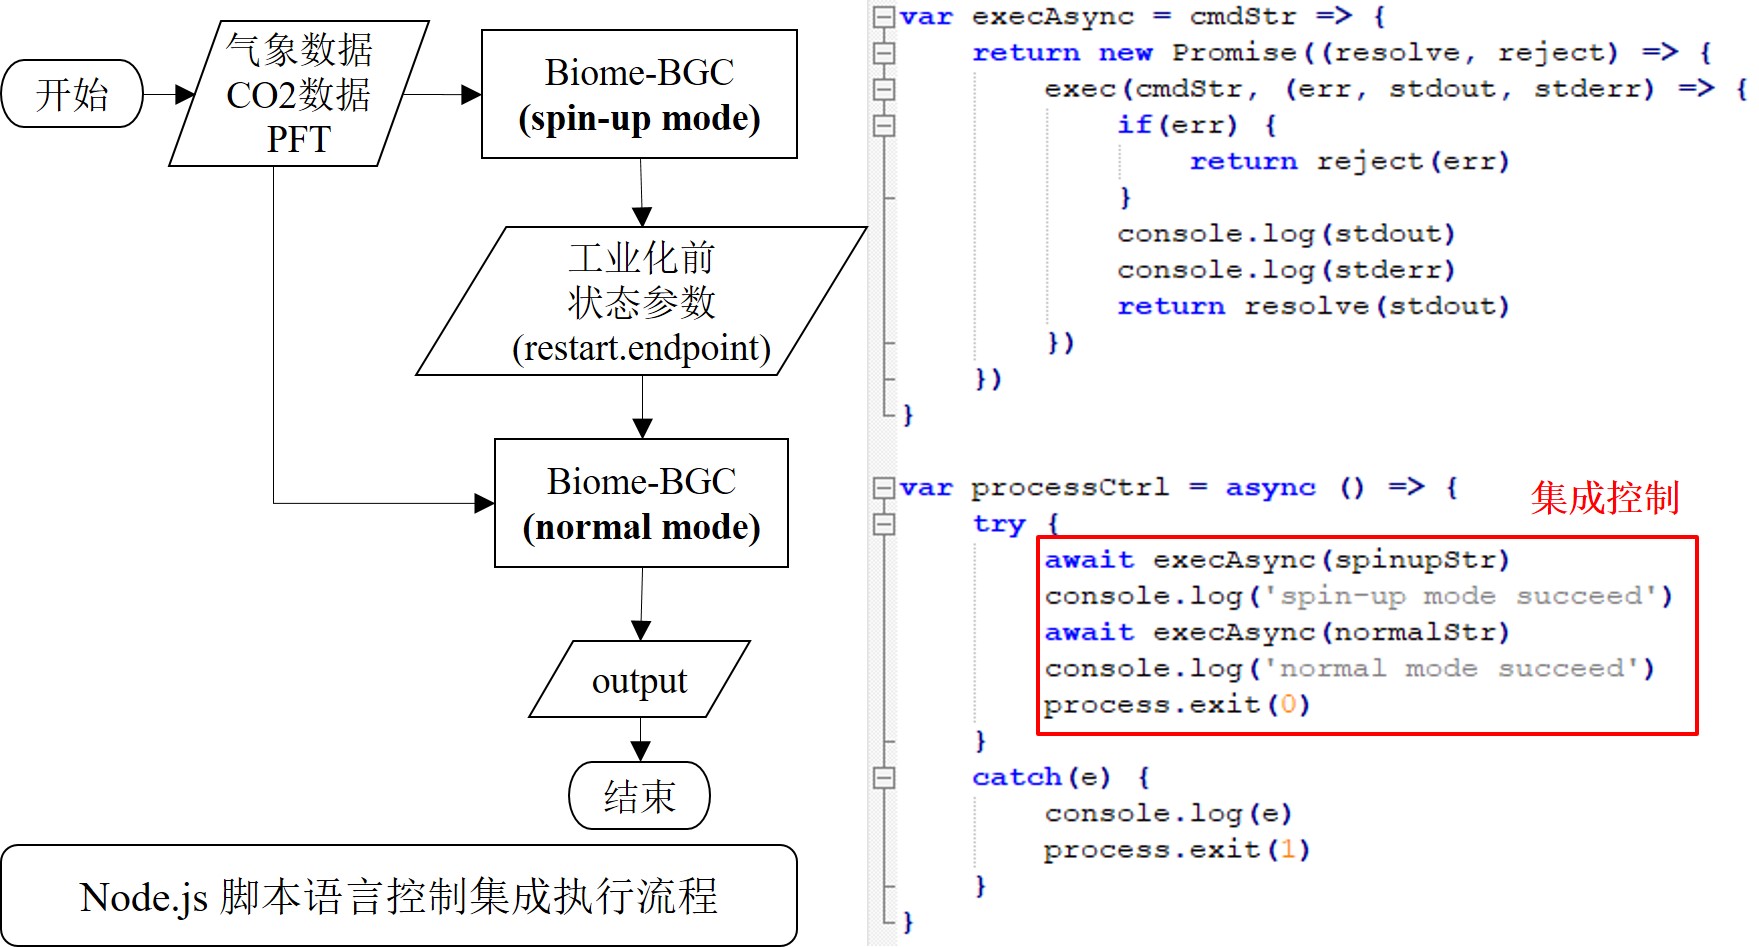 开始
气象数据
CO2数据
PFT
Biome-BGC
(spin-up mode)
工业化前
状态参数
(restart.endpoint)
Biome-BGC
(normal mode)
output
结束
Node.js 脚本语言控制集成执行流程
var execAsync = cmdStr => {
    return new Promise((resolve, reject) => {
        exec(cmdStr, (err, stdout, stderr) => {
            if(err) {
                return reject(err)
            }
            console.log(stdout)
            console.log(stderr)
            return resolve(stdout)
        })
    })
}
var processCtrl = async () => {
集成控制
    try {
        await execAsync(spinupStr)
        console.log('spin-up mode succeed')
        await execAsync(normalStr)
        console.log('normal mode succeed')
        process.exit(0)
    }
    catch(e) {
        console.log(e)
        process.exit(1)
    }
}